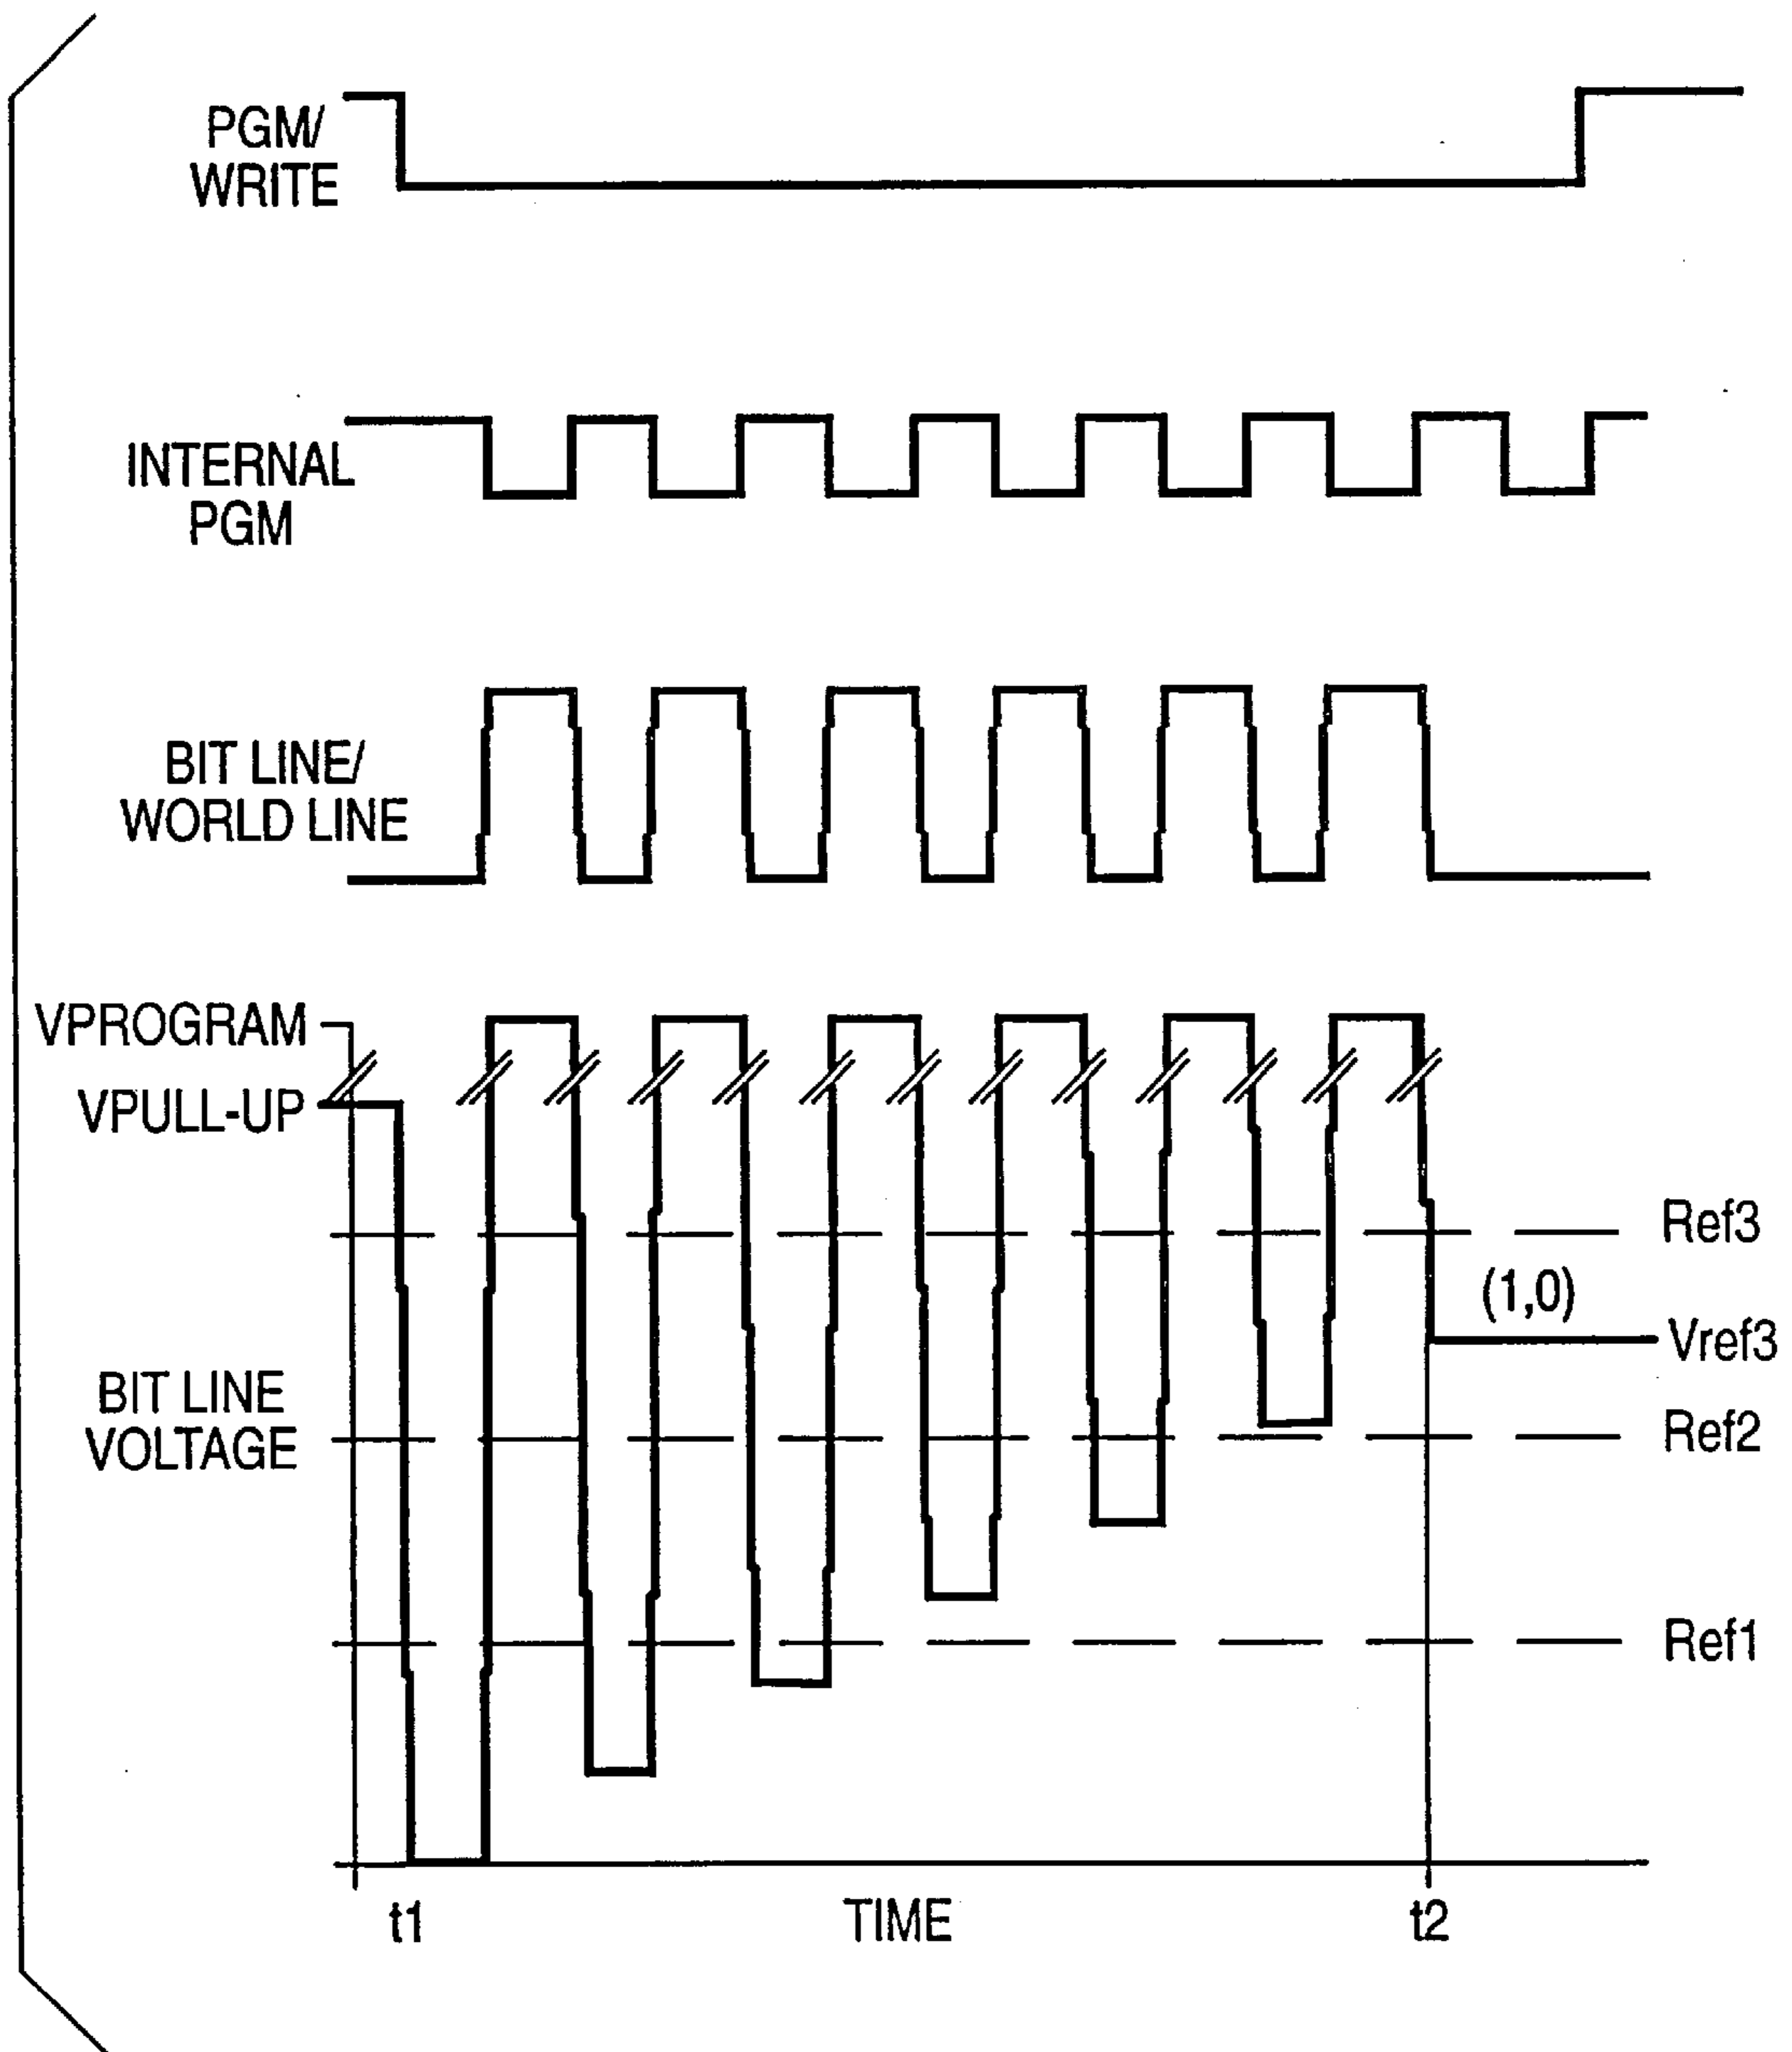 PGM/
WRITE
INTERNAL
PGM
BIT LINE/
WORLD LINE
VPROGRAM
VPULL-UP
Ref3
(1,0)
Vref3
BIT LINE
VOLTAGE
Ref2
Ref1
t1
TIME
t2